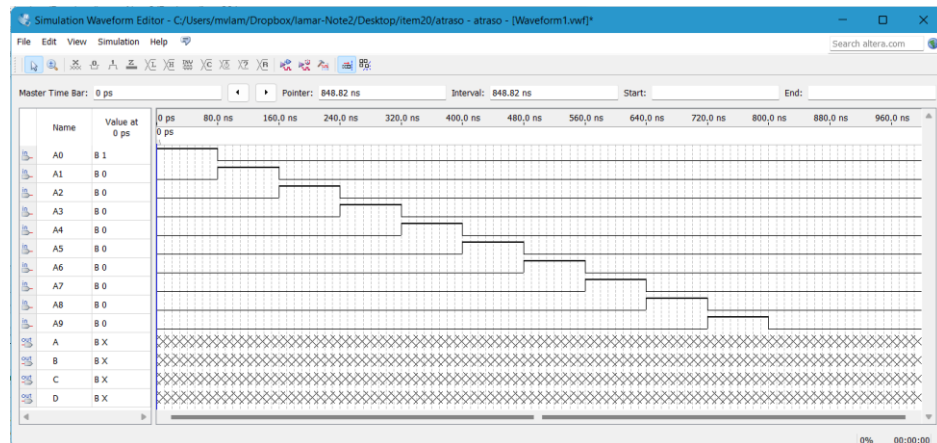 Simulation Waveform Editor - C:/Users/mvlam/Dropbox/lamar-Note2/Desktop/item20/atraso - atraso - [Waveform1.vwf]*
File Edit View Simulation Help
Search altera.com
Master Time Bar: 0 ps Pointer: 848.82 ns Interval: 848.82 ns Start: End:
Name Value at 0 ps
0 ps 80.0 ns 160.0 ns 240.0 ns 320.0 ns 400.0 ns 480.0 ns 560.0 ns 640.0 ns 720.0 ns 800.0 ns 880.0 ns 960.0 ns
0 ps
A0 B 1
A1 B 0
A2 B 0
A3 B 0
A4 B 0
A5 B 0
A6 B 0
A7 B 0
A8 B 0
A9 B 0
A B X
B B X
C B X
D B X
0% 00:00:00